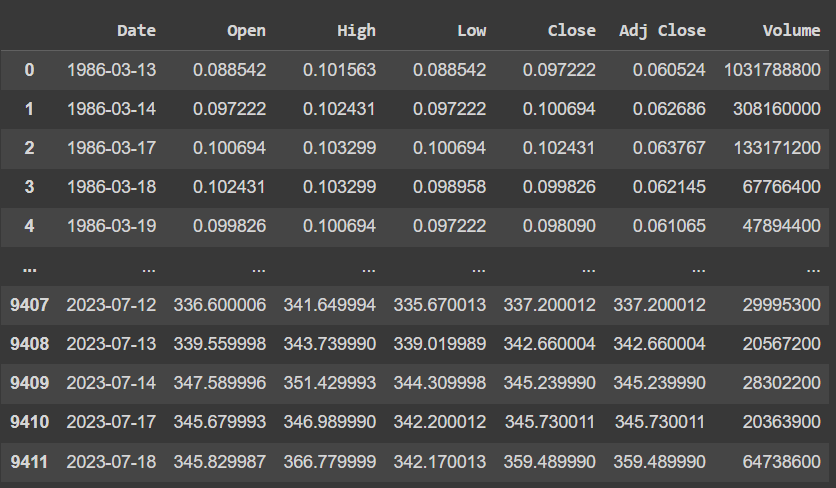 Date Open High Low Close Adj Close Volume
0 1986-03-13 0.088542 0.101563 0.088542 0.097222 0.060524 1031788800
1 1986-03-14 0.097222 0.102431 0.097222 0.100694 0.062686 308160000
2 1986-03-17 0.100694 0.103299 0.100694 0.102431 0.063767 133171200
3 1986-03-18 0.102431 0.103299 0.098958 0.099826 0.062145 67766400
4 1986-03-19 0.099826 0.100694 0.097222 0.098090 0.061065 47894400
... ... ... ... ... ... ... ...
9407 2023-07-12 336.600006 341.649994 335.670013 337.200012 337.200012 29995300
9408 2023-07-13 339.559998 343.739990 339.019989 342.660004 342.660004 20567200
9409 2023-07-14 347.589996 351.429993 344.309998 345.239990 345.239990 28302200
9410 2023-07-17 345.679993 346.989990 342.200012 345.730011 345.730011 20363900
9411 2023-07-18 345.829987 366.779999 342.170013 359.489990 359.489990 64738600